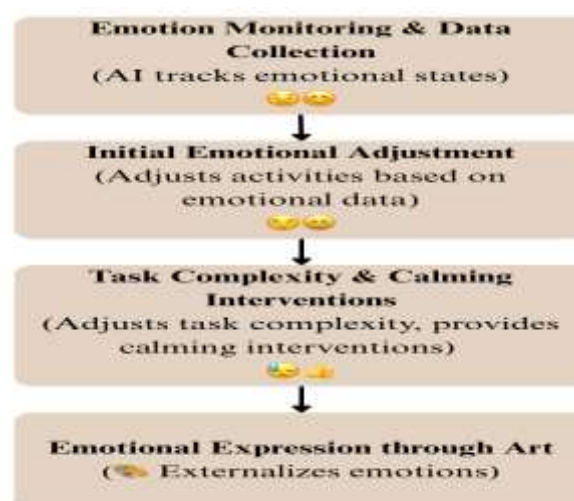 Emotion Monitoring & Data
Collection
(AI tracks emotional states)
Initial Emotional Adjustment
(Adjusts activities based on
emotional data)
Task Complexity & Calming
Interventions
(Adjusts task complexity, provides
calming interventions)
Emotional Expression through Art
(🎨 Externalizes emotions)